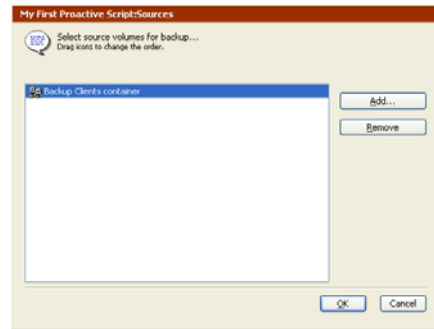 My First Proactive Script:Sources
Select source volumes for backup...
Drag icons to change the order.
Backup Clients container
Add...
Remove
OK
Cancel